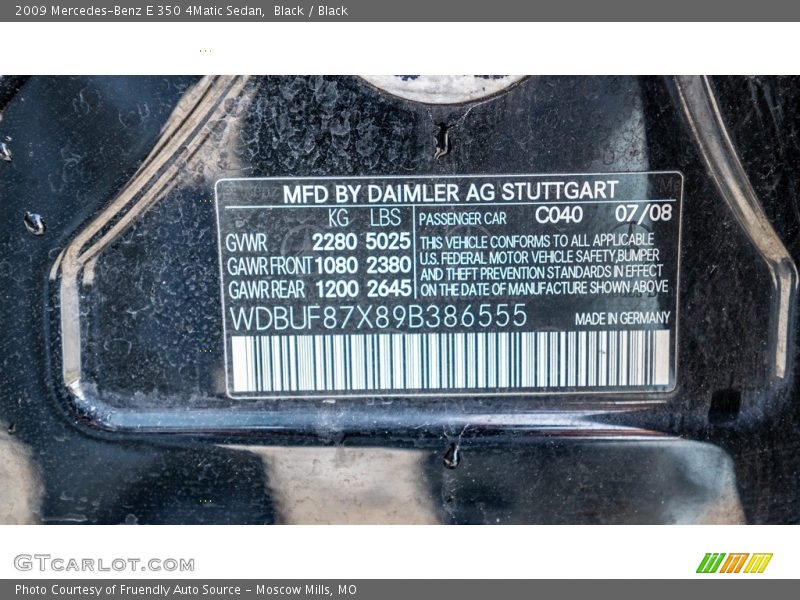 2009 Mercedes-Benz E 350 4Matic Sedan,  Black / Black
MFD BY DAIMLER AG STUTTGART
KG LBS PASSENGER CAR C040 07/08
GVWR 2280 5025 THIS VEHICLE CONFORMS TO ALL APPLICABLE
GAWR FRONT 1080 2380 U.S. FEDERAL MOTOR VEHICLE SAFETY,BUMPER
AND THEFT PREVENTION STANDARDS IN EFFECT
GAWR REAR 1200 2645 ON THE DATE OF MANUFACTURE SHOWN ABOVE
WDBUF87X89B386555 MADE IN GERMANY
GTCARLOT.COM
Photo Courtesy of Fruendly Auto Source - Moscow Mills, MO